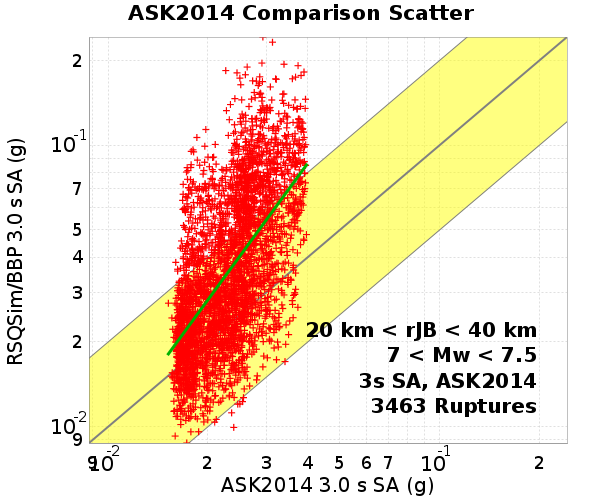 ASK2014 Comparison Scatter
RSQSim/BBP 3.0 s SA (g)
2
10-1
7
5
4
3
2
10-2
9
20 km < rJB < 40 km
7 < Mw < 7.5
3s SA, ASK2014
3463 Ruptures
9 10-2 2 3 4 5 6 7 10-1 2
ASK2014 3.0 s SA (g)